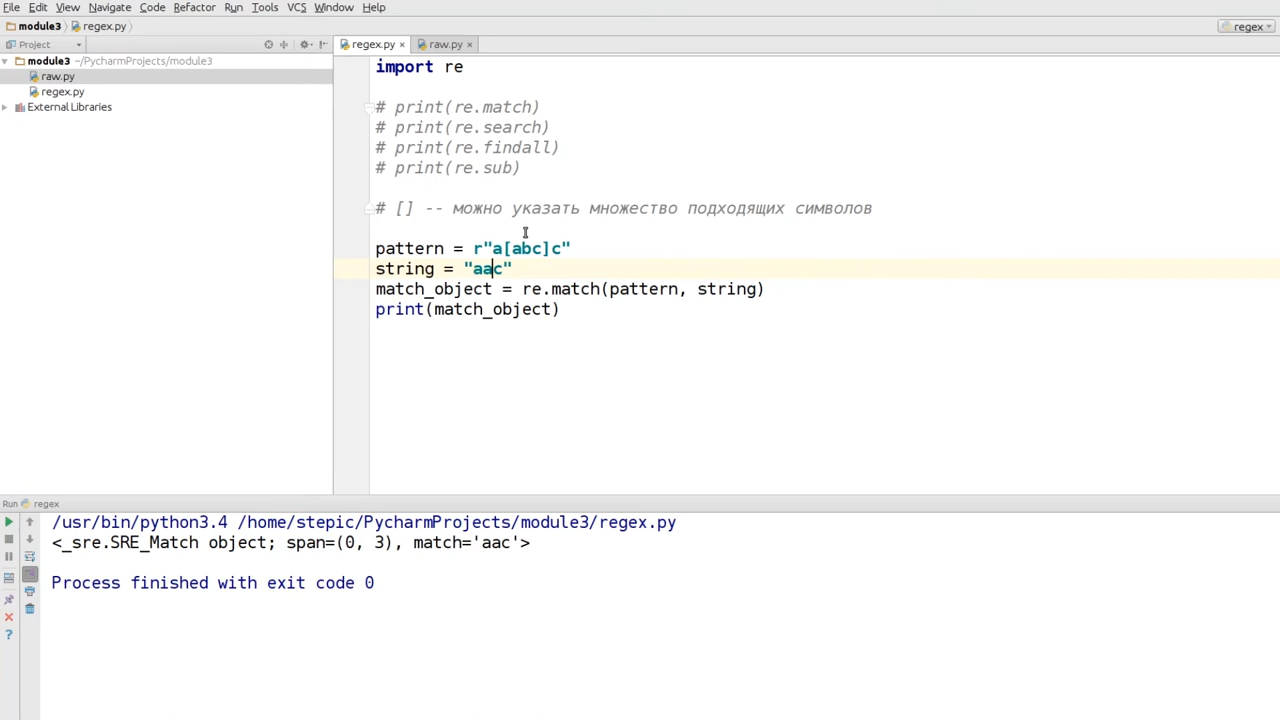 File Edit View Navigate Code Refactor Run Tools VCS Window Help
module3 regex.py regex
Project regex.py raw.py
module3 ~/PycharmProjects/module3
raw.py
regex.py
External Libraries
import re
# print(re.match)
# print(re.search)
# print(re.findall)
# print(re.sub)
# [] -- можно указать множество подходящих символов
pattern = r"a[abc]c"
string = "aac"
match_object = re.match(pattern, string)
print(match_object)
Run regex
/usr/bin/python3.4 /home/stepic/PycharmProjects/module3/regex.py
<_sre.SRE_Match object; span=(0, 3), match='aac'>
Process finished with exit code 0